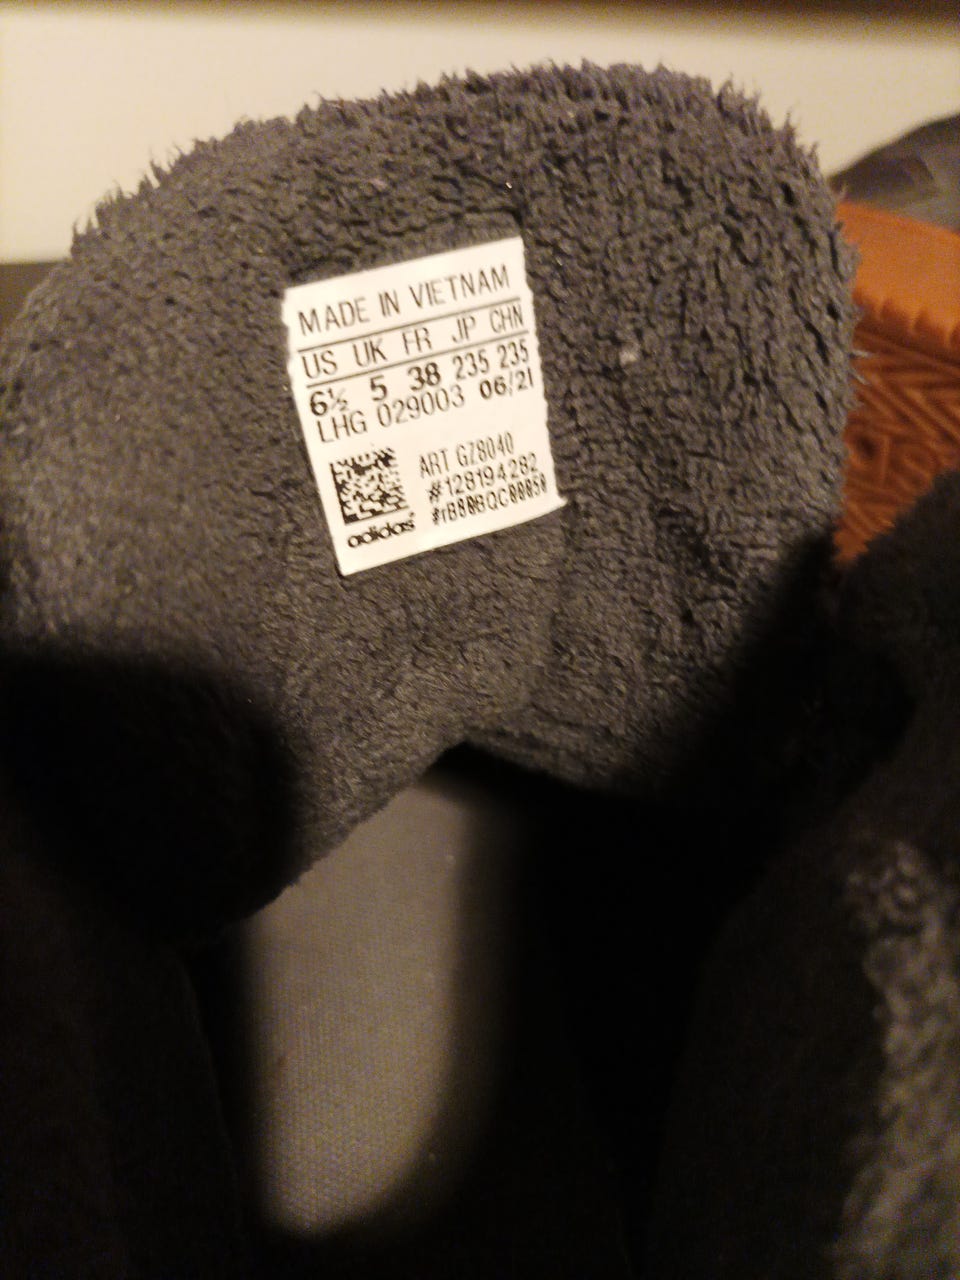 MADE IN VIETNAM
US UK FR JP CHN
6½ 5 38 235 235
LHG 029003 06/21
ART GZ8040
#128194282
adidas